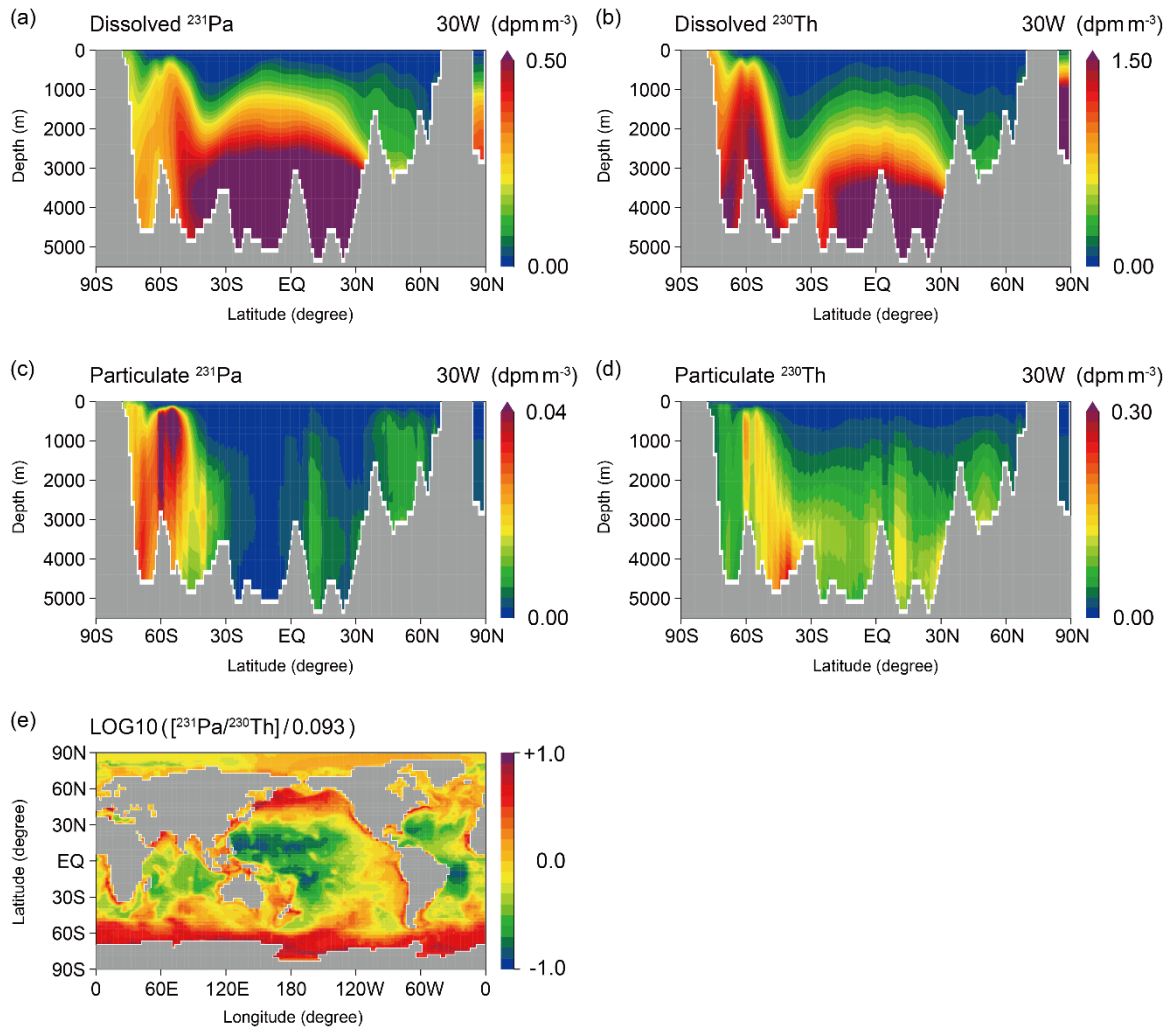 (a) Dissolved ²³¹Pa 30W (dpm m⁻³)
0
1000
2000
3000
4000
5000
Depth (m)
0.50
0.00
90S 60S 30S EQ 30N 60N 90N
Latitude (degree)
(b) Dissolved ²³⁰Th 30W (dpm m⁻³)
0
1000
2000
3000
4000
5000
Depth (m)
1.50
0.00
90S 60S 30S EQ 30N 60N 90N
Latitude (degree)
(c) Particulate ²³¹Pa 30W (dpm m⁻³)
0
1000
2000
3000
4000
5000
Depth (m)
0.04
0.00
90S 60S 30S EQ 30N 60N 90N
Latitude (degree)
(d) Particulate ²³⁰Th 30W (dpm m⁻³)
0
1000
2000
3000
4000
5000
Depth (m)
0.30
0.00
90S 60S 30S EQ 30N 60N 90N
Latitude (degree)
(e) LOG10 ( [²³¹Pa/²³⁰Th] / 0.093 )
90N
60N
30N
EQ
30S
60S
90S
Latitude (degree)
+1.0
0.0
-1.0
0 60E 120E 180 120W 60W 0
Longitude (degree)